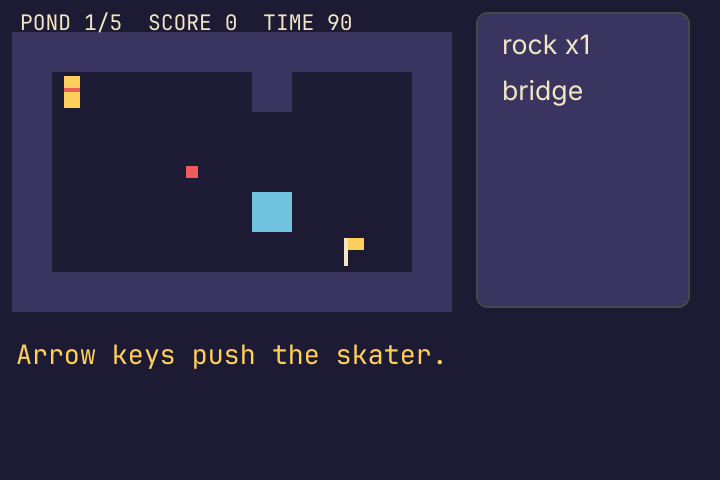 POND 1/5  SCORE 0  TIME 90
rock x1
bridge
Arrow keys push the skater.